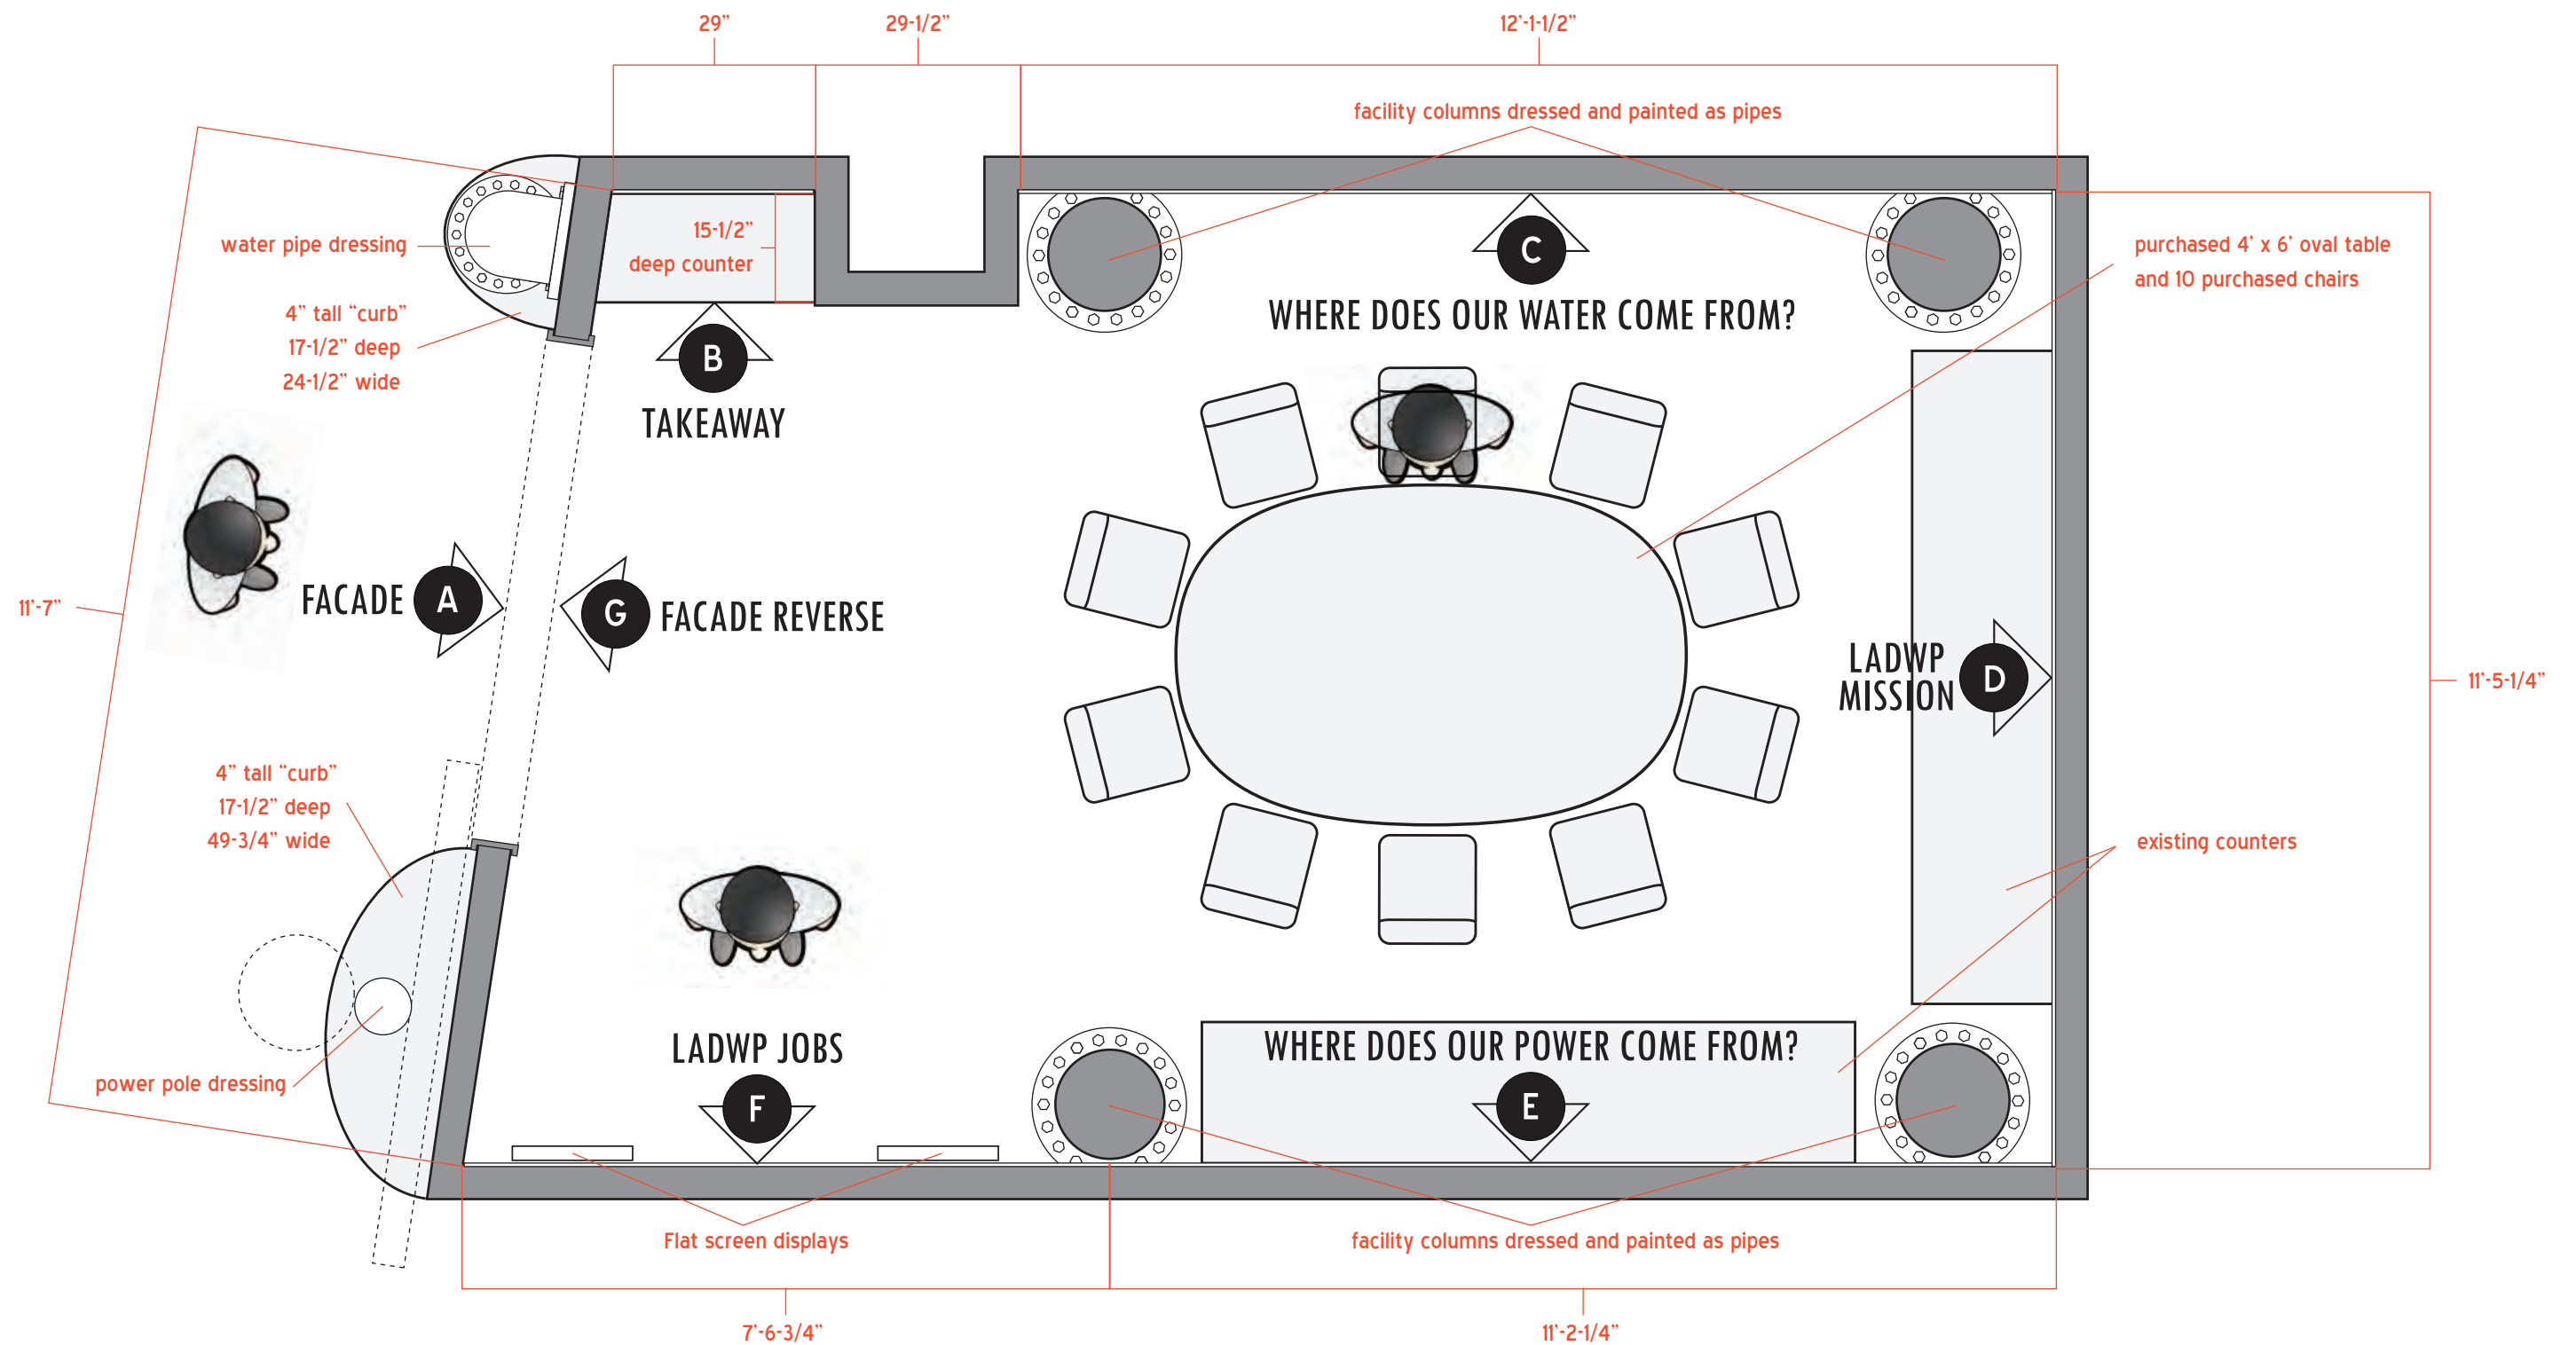 29”
29-1/2”
12’-1-1/2”
facility columns dressed and painted as pipes
water pipe dressing
15-1/2”
deep counter
C
purchased 4’ x 6’ oval table
and 10 purchased chairs
4” tall “curb”
17-1/2” deep
24-1/2” wide
WHERE DOES OUR WATER COME FROM?
B
TAKEAWAY
11’-7”
FACADE
A
G
FACADE REVERSE
LADWP
MISSION
D
11’-5-1/4”
4” tall “curb”
17-1/2” deep
49-3/4” wide
existing counters
power pole dressing
LADWP JOBS
F
WHERE DOES OUR POWER COME FROM?
E
Flat screen displays
facility columns dressed and painted as pipes
7’-6-3/4”
11’-2-1/4”